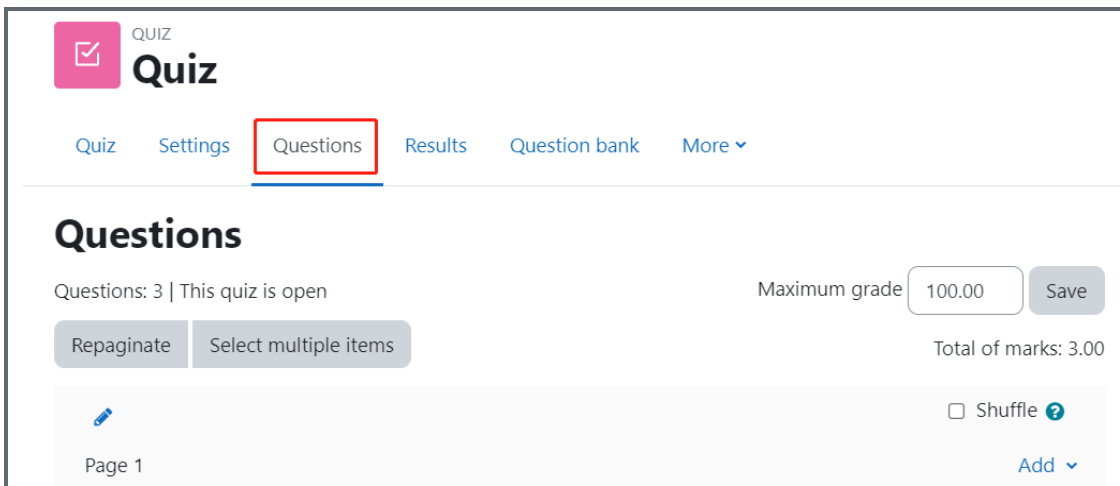 QUIZ
Quiz
Quiz Settings Questions Results Question bank More
Questions
Questions: 3 | This quiz is open
Maximum grade 100.00 Save
Repaginate Select multiple items
Total of marks: 3.00
Shuffle ?
Page 1
Add